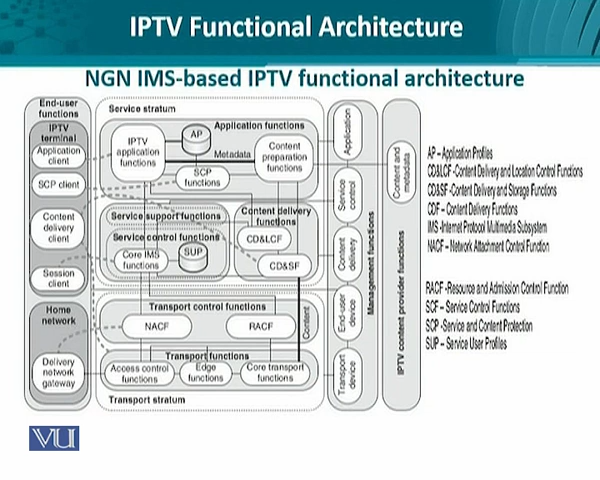 IPTV Functional Architecture
NGN IMS-based IPTV functional architecture
End-user
functions
IPTV
terminal
Application
client
SCP client
Content
delivery
client
Session
client
Home
network
Delivery
network
gateway
Service stratum
Application functions
IPTV
application
functions
AP
Metadata
SCP
functions
Content
preparation
functions
Service support functions
Service control functions
Core IMS
functions
SUP
Content delivery
functions
CD&LCF
CD&SF
Transport control functions
NACF
RACF
Content
Transport functions
Access control
functions
Edge
functions
Core transport
functions
Transport stratum
Application
Service
control
Content
delivery
End-user
device
Transport
device
Management functions
Content and
metadata
IPTV content provider functions
AP – Application Profiles
CD&LCF -Content Delivery and Location Control Functions
CD&SF -Content Delivery and Storage Functions
CDF – Content Delivery Functions
IMS -Internet Protocol Multimedia Subsystem
NACF – Network Attachment Control Function
RACF -Resource and Admission Control Function
SCF – Service Control Functions
SCP -Service and Content Protection
SUP – Service User Profiles
VU